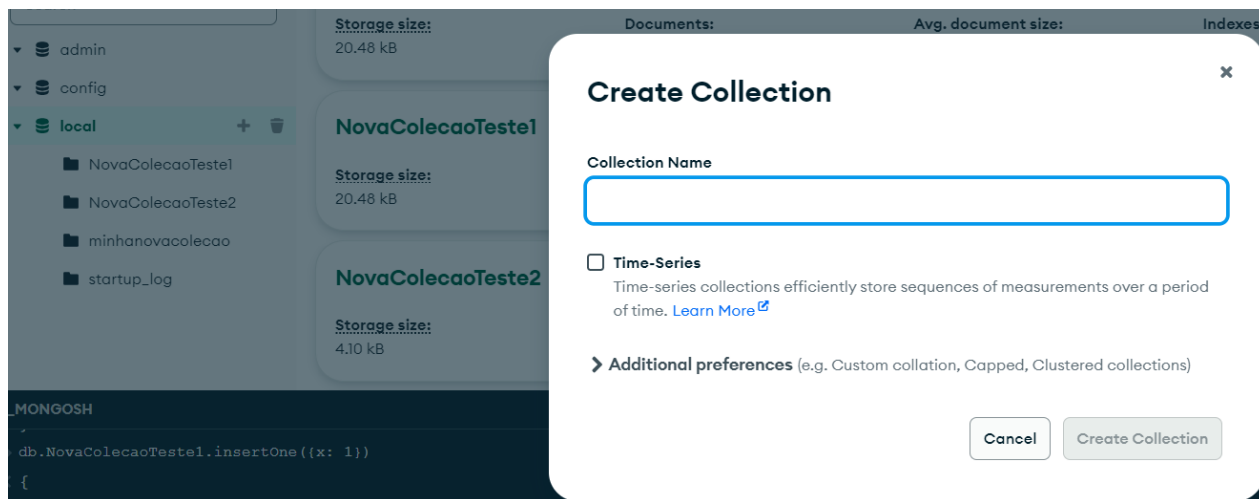 Storage size:
Documents:
Avg. document size:
Indexes
20.48 kB
admin
config
local
NovaColecaoTeste1
NovaColecaoTeste2
minhanovacolecao
startup_log
NovaColecaoTeste1
Storage size:
20.48 kB
NovaColecaoTeste2
Storage size:
4.10 kB
_MONGOSH
db.NovaColecaoTeste1.insertOne({x: 1})
{
Create Collection
Collection Name
Time-Series
Time-series collections efficiently store sequences of measurements over a period
of time. Learn More
Additional preferences (e.g. Custom collation, Capped, Clustered collections)
Cancel
Create Collection